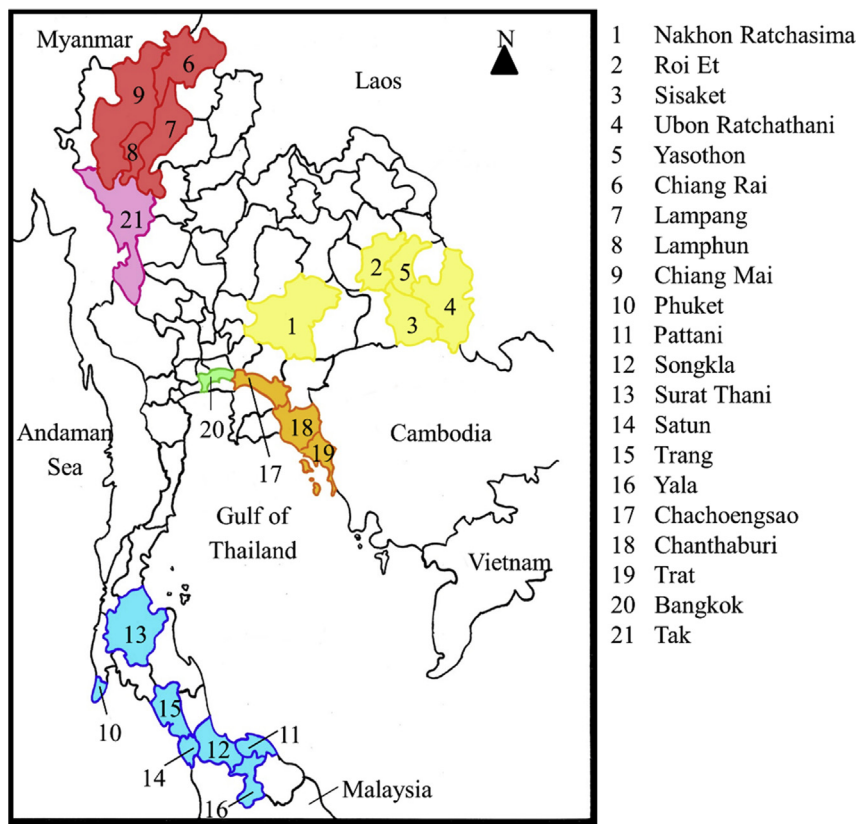 Myanmar
N
Laos
6
9
7
8
21
2
5
4
1
3
20
18
19
17
Andaman
Sea
Cambodia
Gulf of
Thailand
Vietnam
13
10
15
11
12
14
16
Malaysia
1 Nakhon Ratchasima
2 Roi Et
3 Sisaket
4 Ubon Ratchathani
5 Yasothon
6 Chiang Rai
7 Lampang
8 Lamphun
9 Chiang Mai
10 Phuket
11 Pattani
12 Songkla
13 Surat Thani
14 Satun
15 Trang
16 Yala
17 Chachoengsao
18 Chanthaburi
19 Trat
20 Bangkok
21 Tak